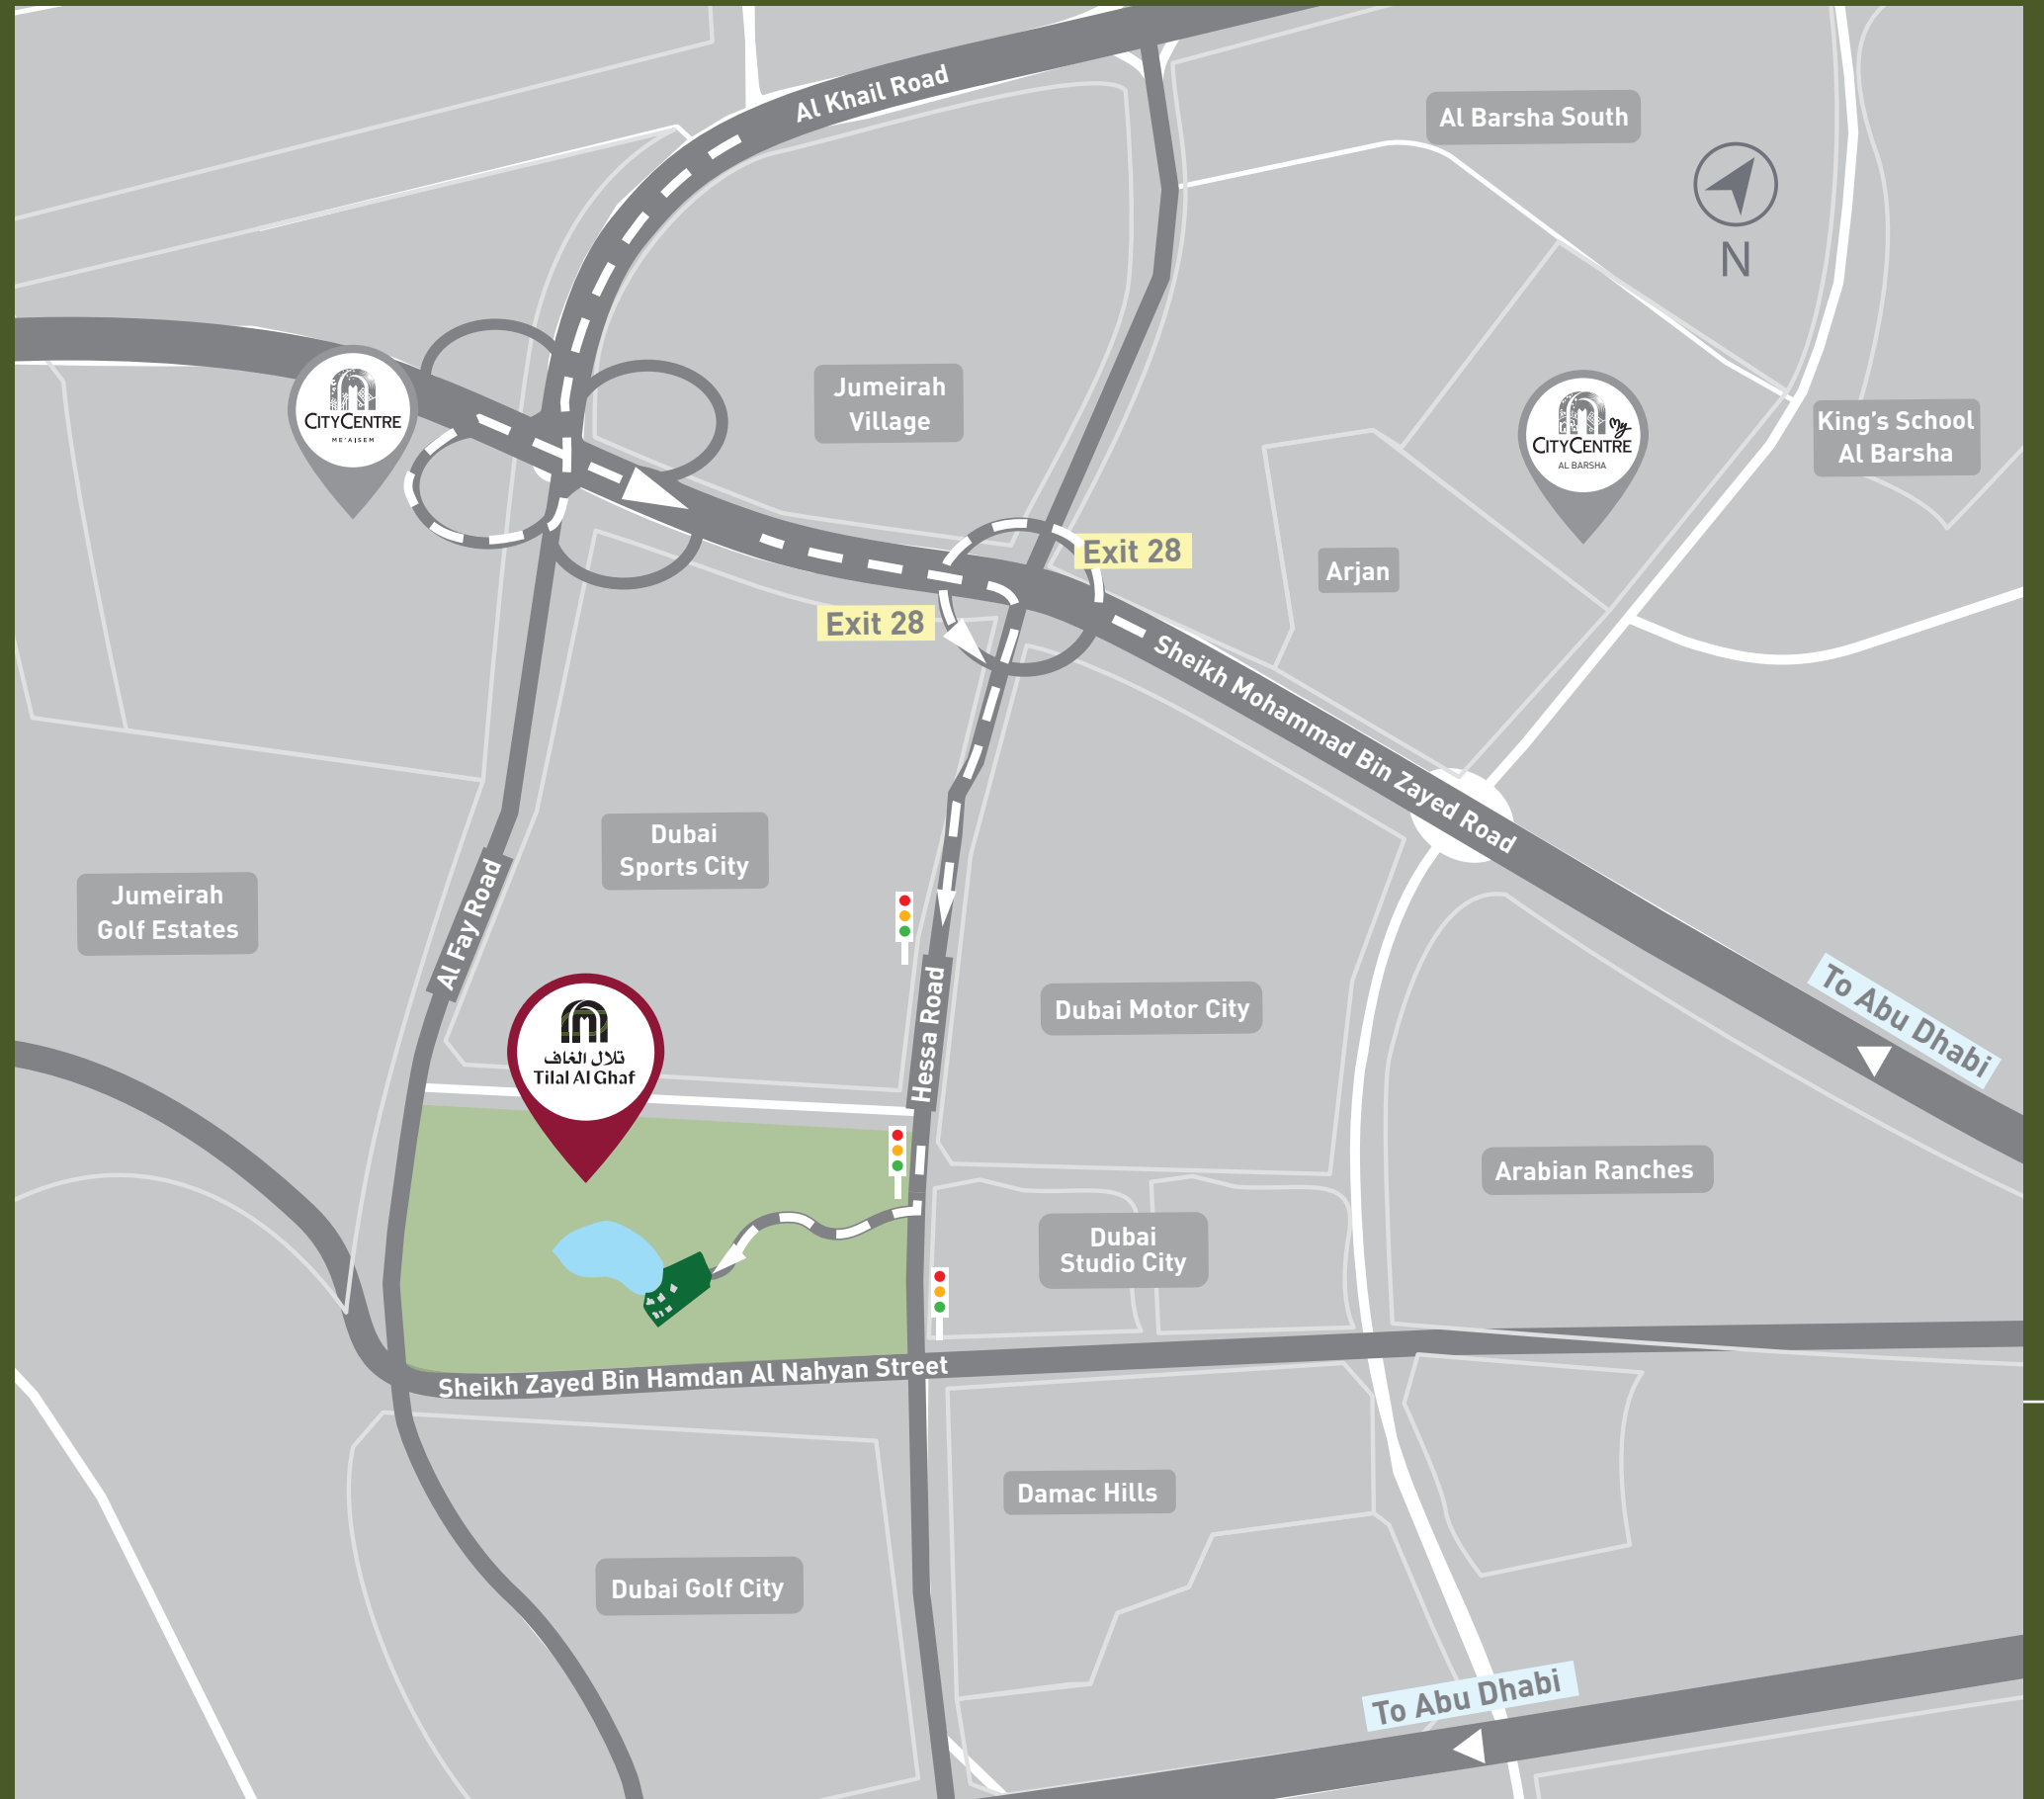 Al Khail Road
Al Barsha South
N
CITY CENTRE
ME'AISEM
Jumeirah
Village
My
CITY CENTRE
AL BARSHA
King's School
Al Barsha
Exit 28
Arjan
Exit 28
Sheikh Mohammad Bin Zayed Road
Dubai
Sports City
Jumeirah
Golf Estates
Al Fay Road
Hessa Road
Dubai Motor City
To Abu Dhabi
تلال الغاف
Tilal Al Ghaf
Arabian Ranches
Dubai
Studio City
Sheikh Zayed Bin Hamdan Al Nahyan Street
Damac Hills
Dubai Golf City
To Abu Dhabi